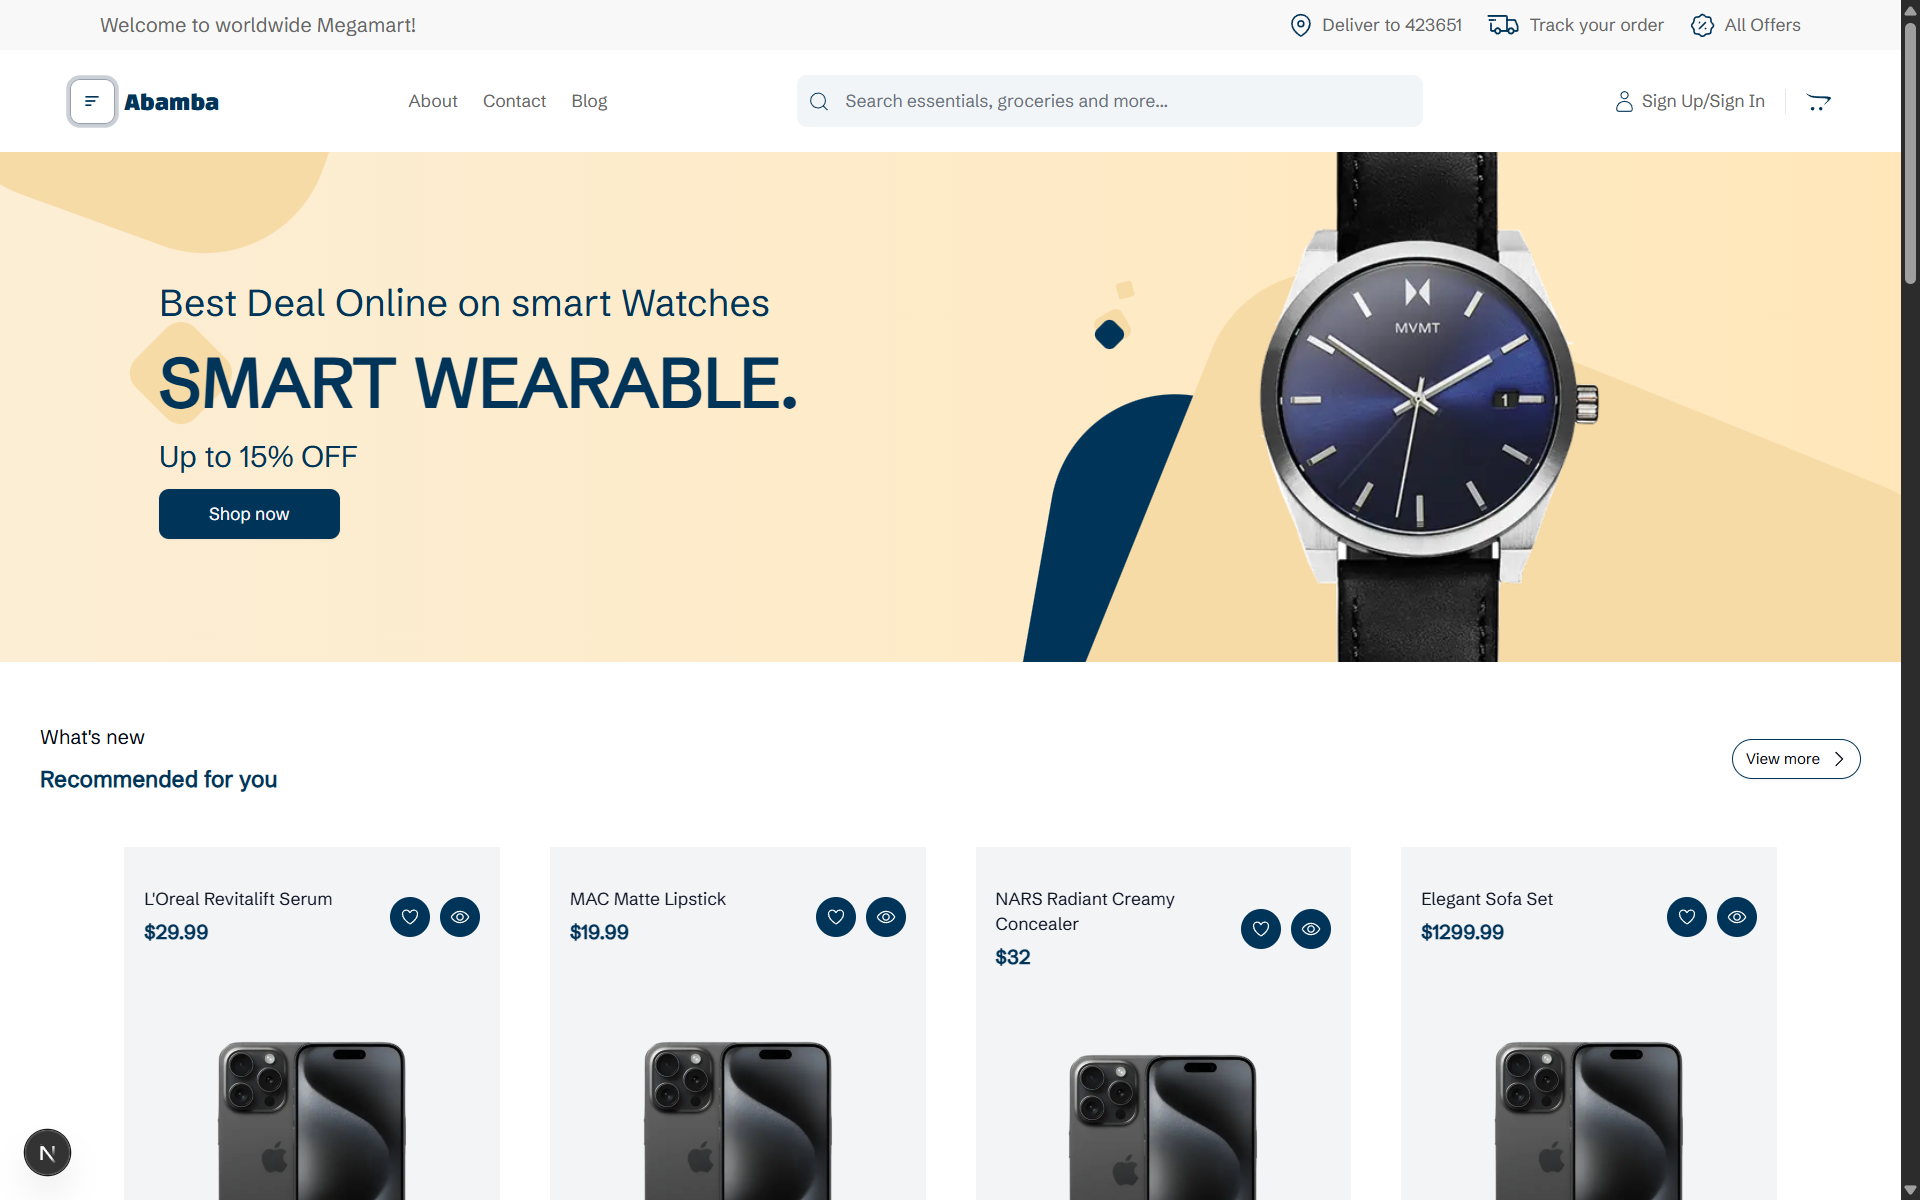 Welcome to worldwide Megamart!
Deliver to 423651
Track your order
All Offers
Abamba
About
Contact
Blog
Search essentials, groceries and more...
Sign Up/Sign In
Best Deal Online on smart Watches
SMART WEARABLE.
Up to 15% OFF
Shop now
MVMT
1
What's new
Recommended for you
View more
L'Oreal Revitalift Serum
$29.99
MAC Matte Lipstick
$19.99
NARS Radiant Creamy
Concealer
$32
Elegant Sofa Set
$1299.99
N